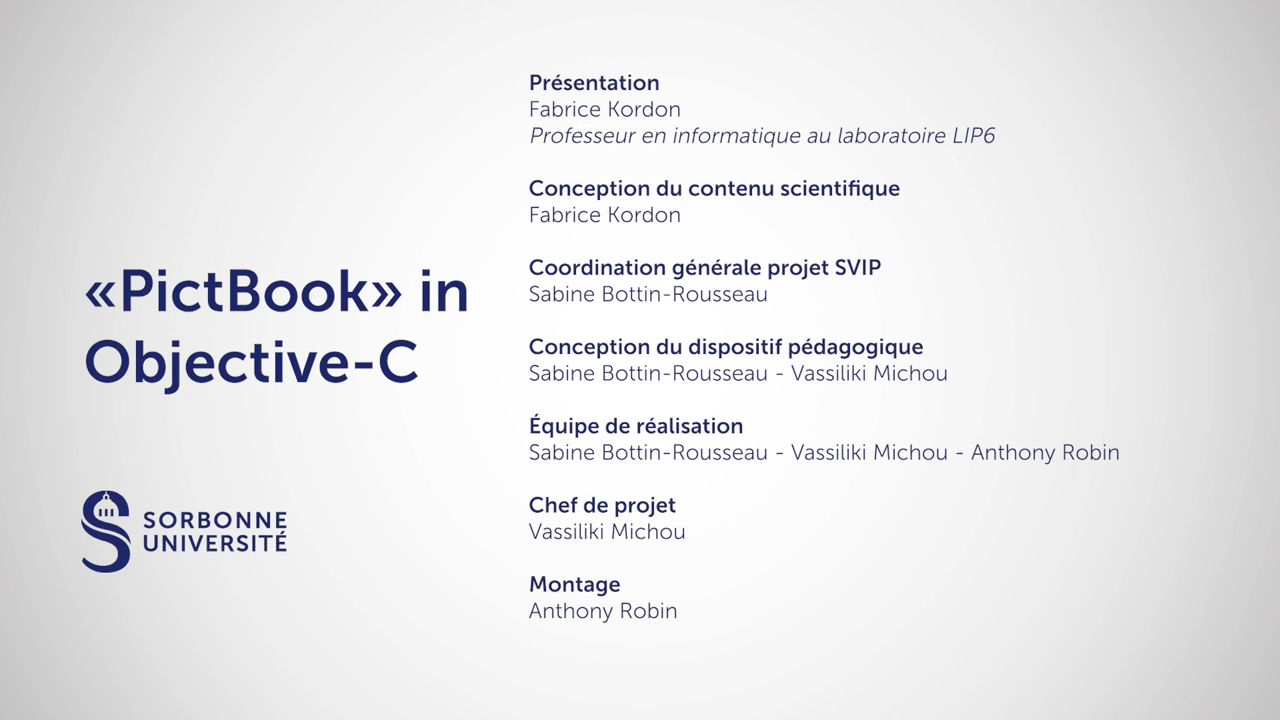 «PictBook» in
Objective-C
SORBONNE
UNIVERSITÉ
Présentation
Fabrice Kordon
Professeur en informatique au laboratoire LIP6
Conception du contenu scientifique
Fabrice Kordon
Coordination générale projet SVIP
Sabine Bottin-Rousseau
Conception du dispositif pédagogique
Sabine Bottin-Rousseau - Vassiliki Michou
Équipe de réalisation
Sabine Bottin-Rousseau - Vassiliki Michou - Anthony Robin
Chef de projet
Vassiliki Michou
Montage
Anthony Robin